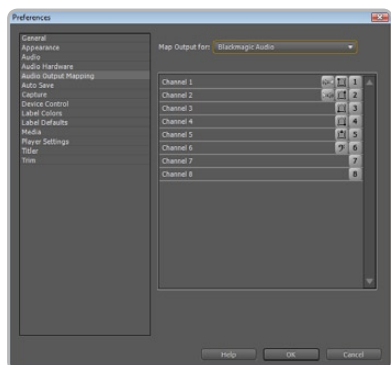 Preferences
General
Appearance
Audio
Audio Hardware
Audio Output Mapping
Auto Save
Capture
Device Control
Label Colors
Label Defaults
Media
Player Settings
Titler
Trim
Map Output for: Blackmagic Audio
Channel 1 1
Channel 2 2
Channel 3 3
Channel 4 4
Channel 5 5
Channel 6 6
Channel 7 7
Channel 8 8
Help OK Cancel